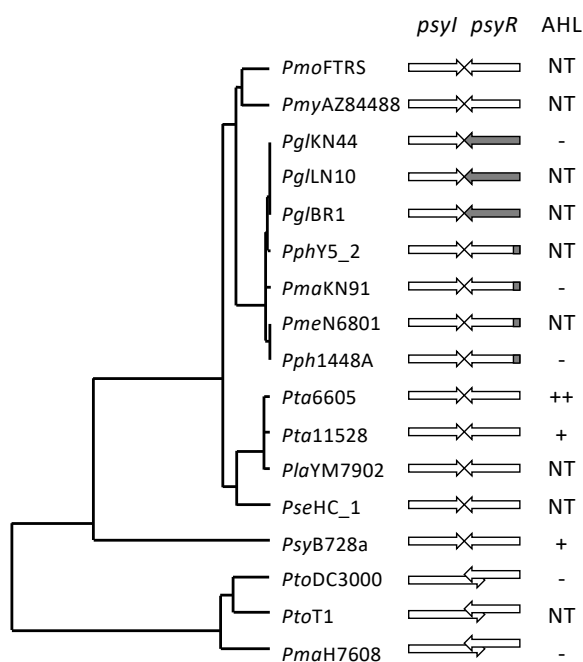 psyI psyR AHL
PmoFTRS NT
PmyAZ84488 NT
PglKN44 -
PglLN10 NT
PglBR1 NT
PphY5_2 NT
PmaKN91 -
PmeN6801 NT
Pph1448A -
Pta6605 ++
Pta11528 +
PlaYM7902 NT
PseHC_1 NT
PsyB728a +
PtoDC3000 -
PtoT1 NT
PmaH7608 -